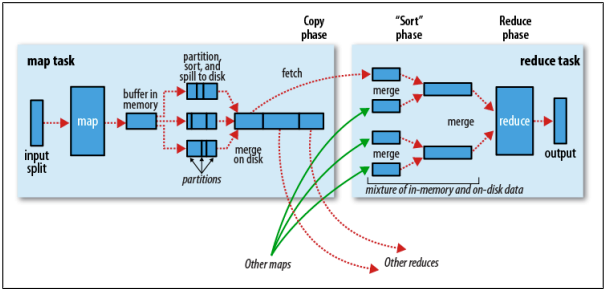 Copy
phase
“Sort”
phase
Reduce
phase
map task
partition,
sort, and
spill to disk
fetch
reduce task
buffer in
memory
merge
map
merge
reduce
input
split
merge
on disk
merge
output
partitions
mixture of in-memory and on-disk data
Other maps
Other reduces